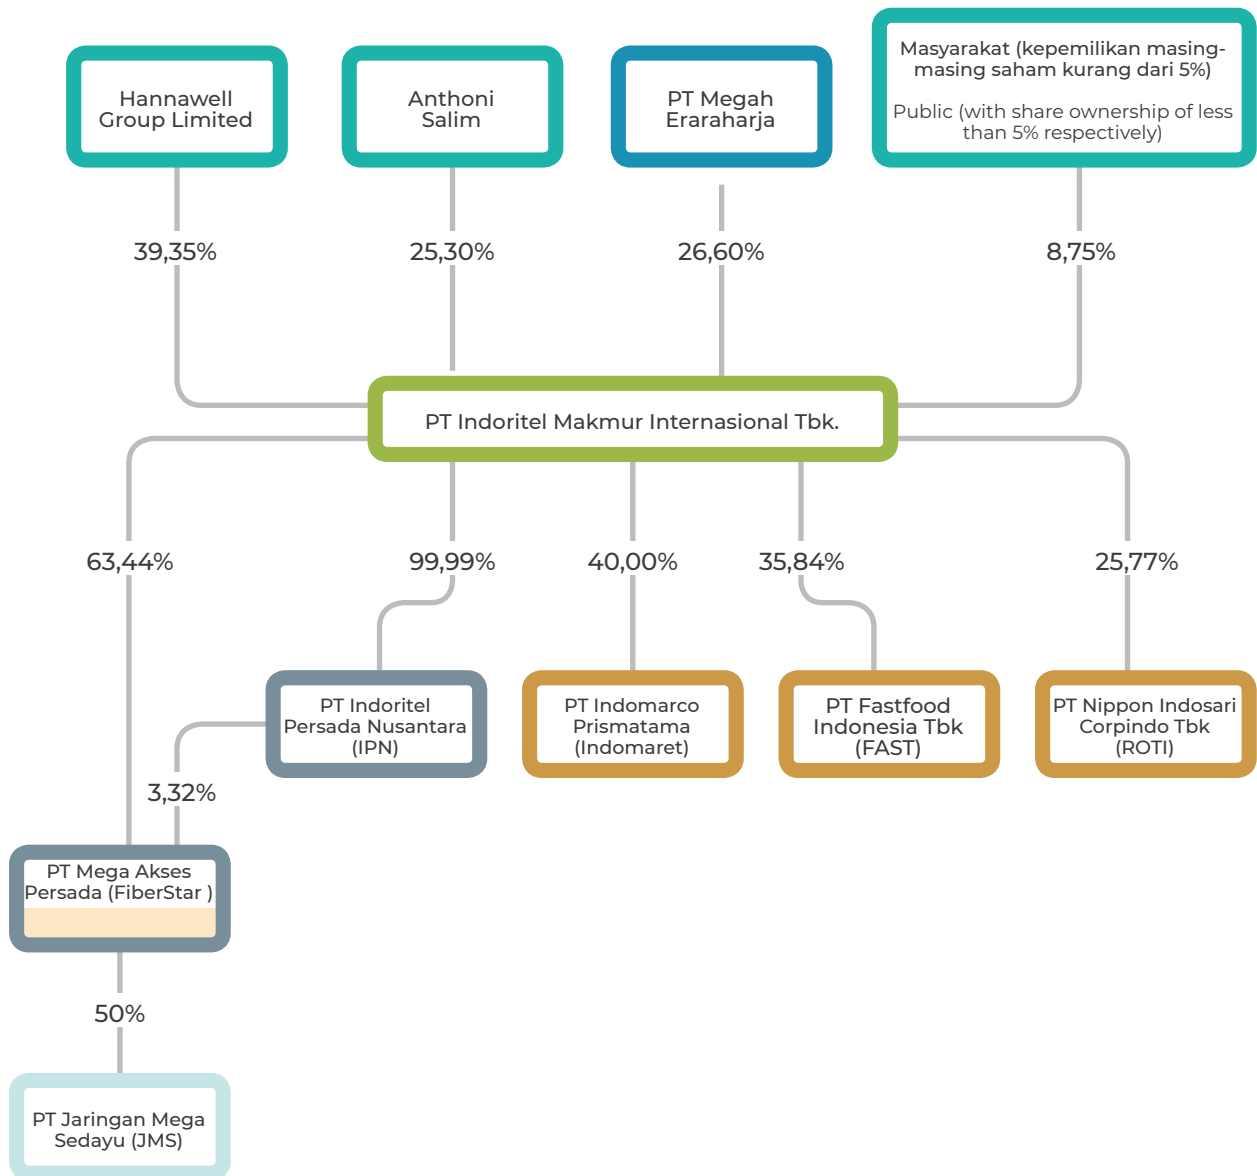 Hannawell
Group Limited
Anthoni
Salim
PT Megah
Eraraharja
Masyarakat (kepemilikan masing-
masing saham kurang dari 5%)
Public (with share ownership of less
than 5% respectively)
39,35%
25,30%
26,60%
8,75%
PT Indoritel Makmur Internasional Tbk.
63,44%
99,99%
40,00%
35,84%
25,77%
PT Indoritel
Persada Nusantara
(IPN)
PT Indomarco
Prismatama
(Indomaret)
PT Fastfood
Indonesia Tbk
(FAST)
PT Nippon Indosari
Corpindo Tbk
(ROTI)
3,32%
PT Mega Akses
Persada (FiberStar )
50%
PT Jaringan Mega
Sedayu (JMS)